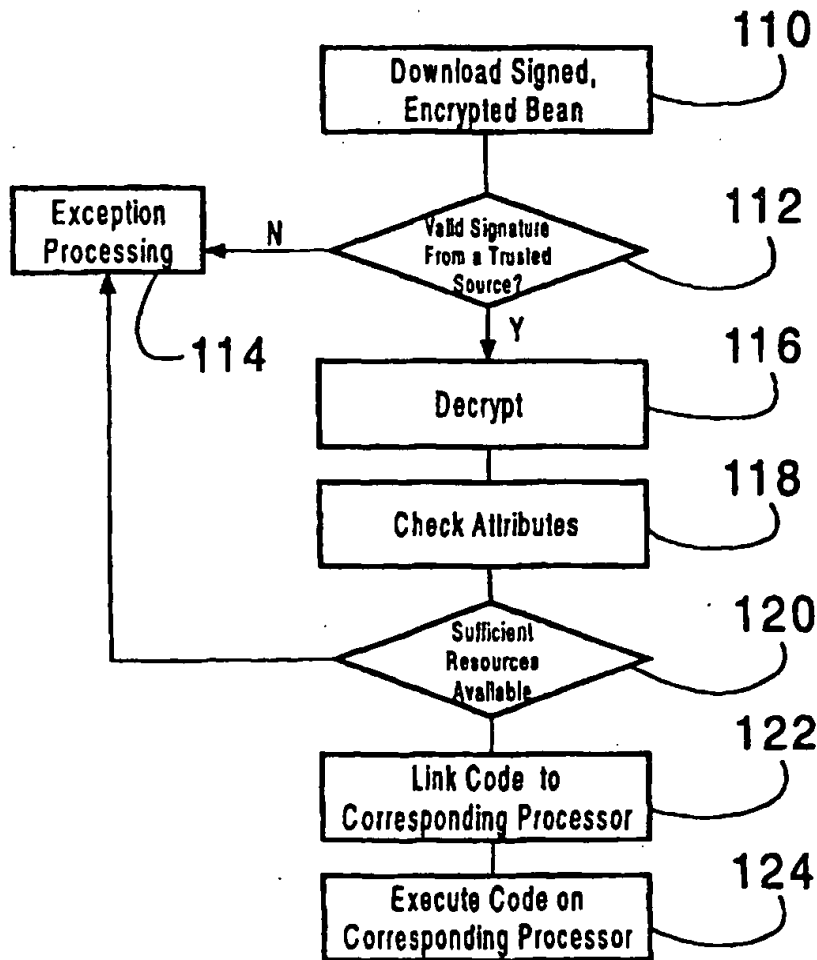 110
Download Signed,
Encrypted Bean
Exception
Processing
N
Valid Signature
From a Trusted
Source?
112
114
Y
116
Decrypt
118
Check Attributes
120
Sufficient
Resources
Available
122
Link Code to
Corresponding Processor
124
Execute Code on
Corresponding Processor